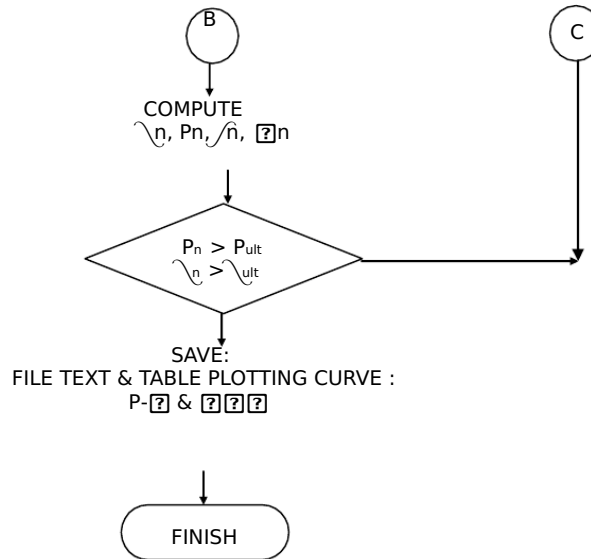 B
C
COMPUTE
n, Pn, n, n
Pn > Pult
n > ult
SAVE:
FILE TEXT & TABLE PLOTTING CURVE :
P- &
FINISH